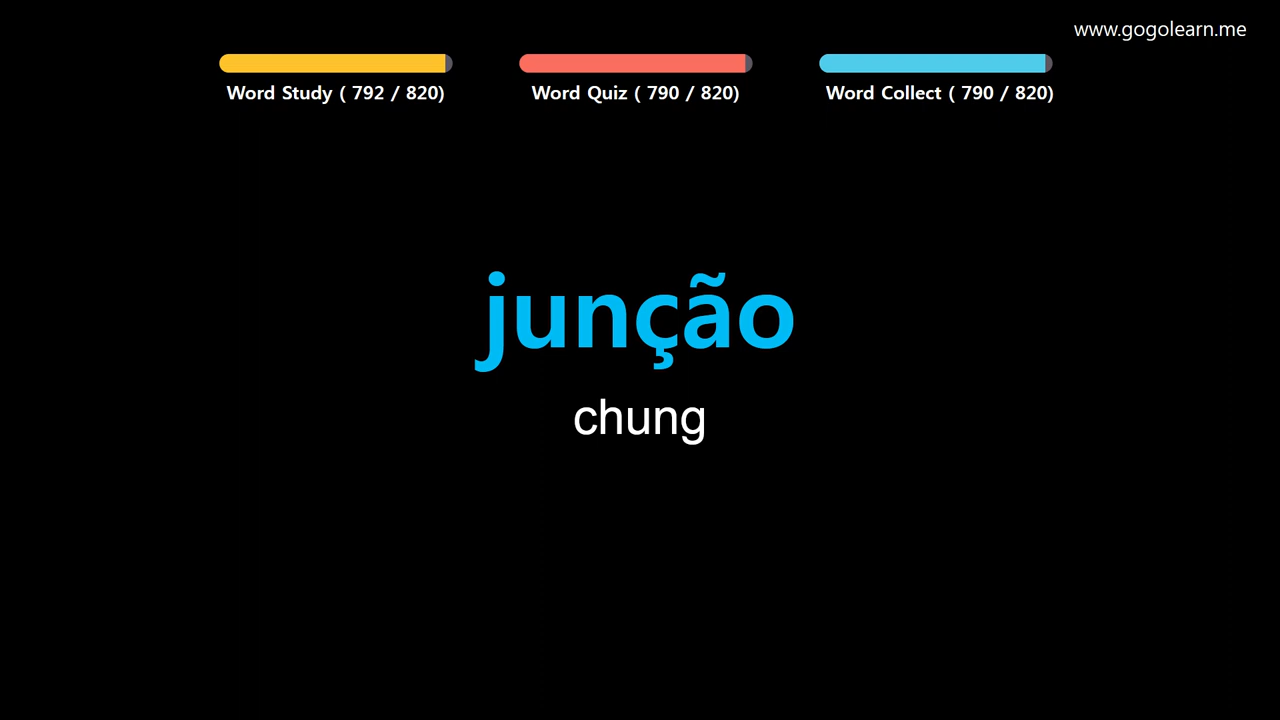 www.gogolearn.me
Word Study ( 792 / 820)
Word Quiz ( 790 / 820)
Word Collect ( 790 / 820)
junção
chung